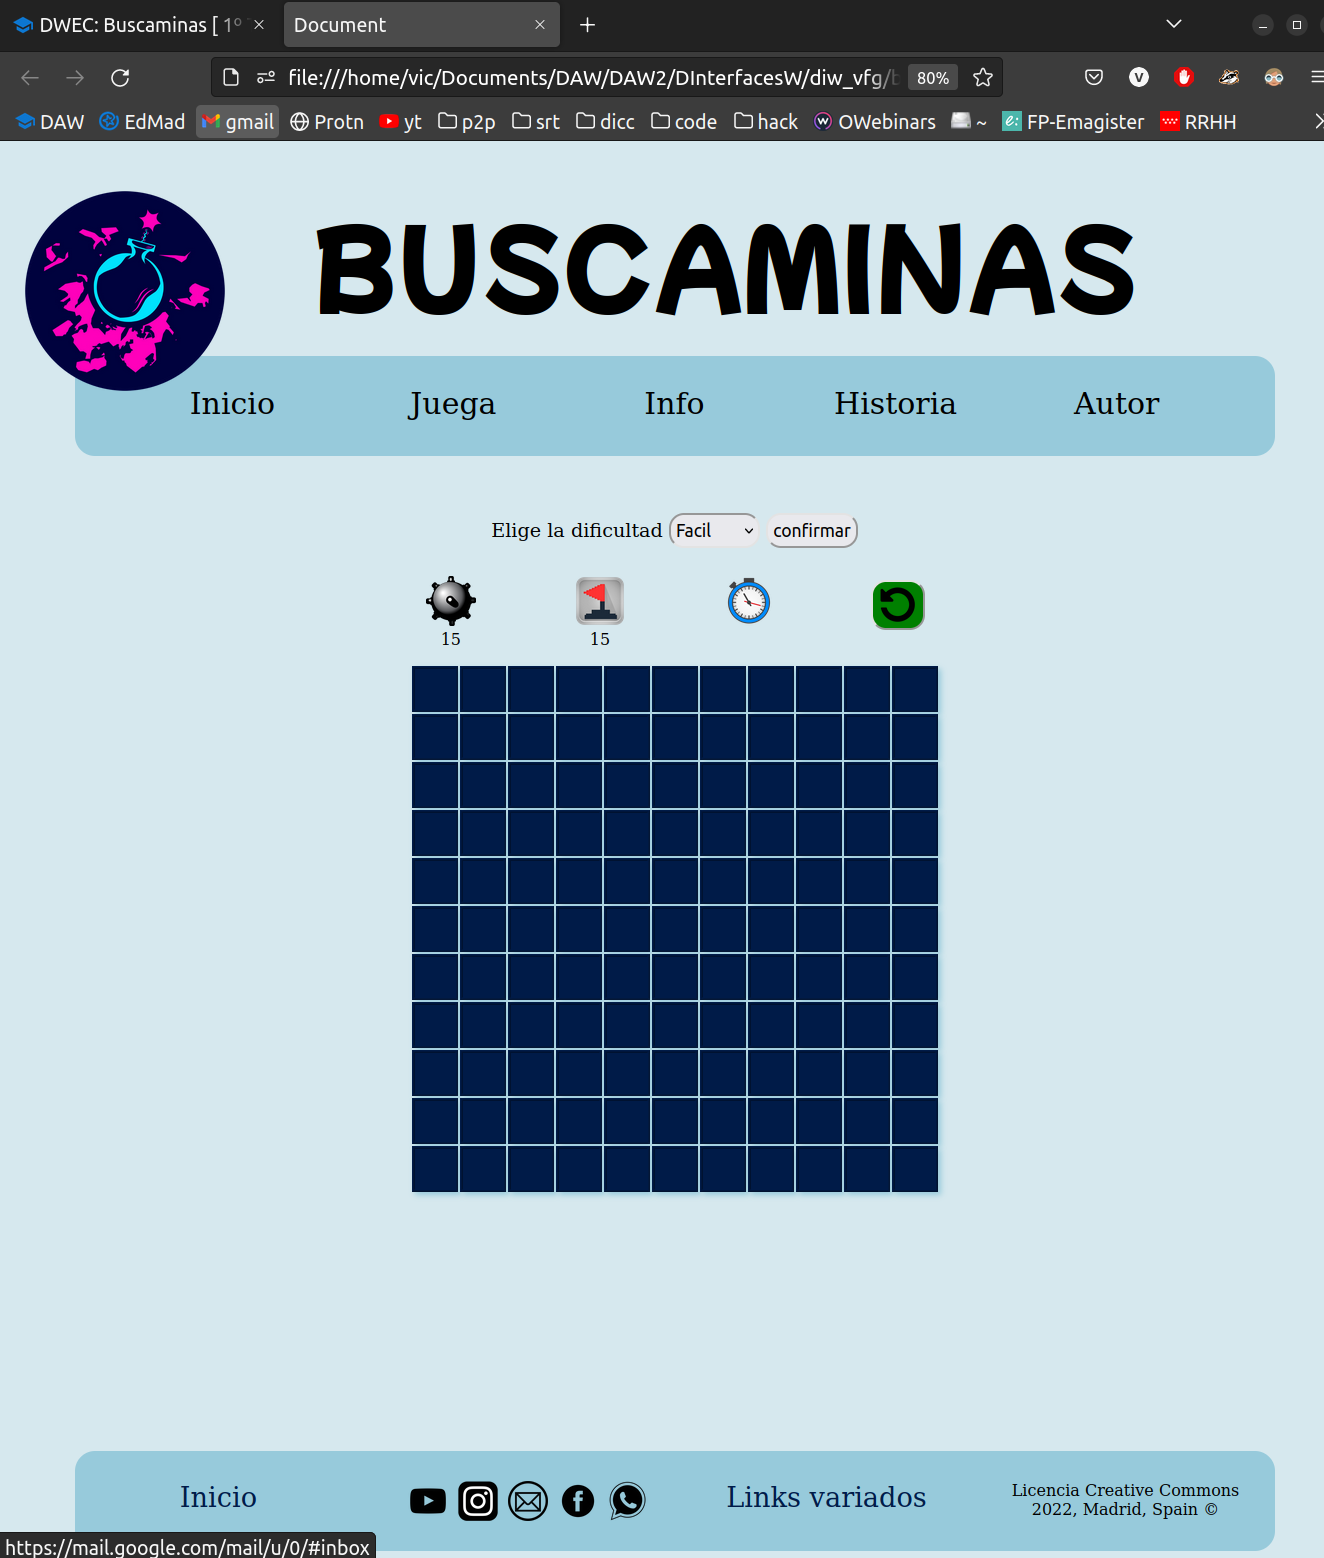 DWEC: Buscaminas [ 1º
Document
file:///home/vic/Documents/DAW/DAW2/DInterfacesW/diw_vfg/b
80%
DAW EdMad gmail Protn yt p2p srt dicc code hack OWebinars ~ FP-Emagister RRHH
BUSCAMINAS
Inicio Juega Info Historia Autor
Elige la dificultad Facil confirmar
15 15
Inicio
Links variados
Licencia Creative Commons
2022, Madrid, Spain ©
https://mail.google.com/mail/u/0/#inbox